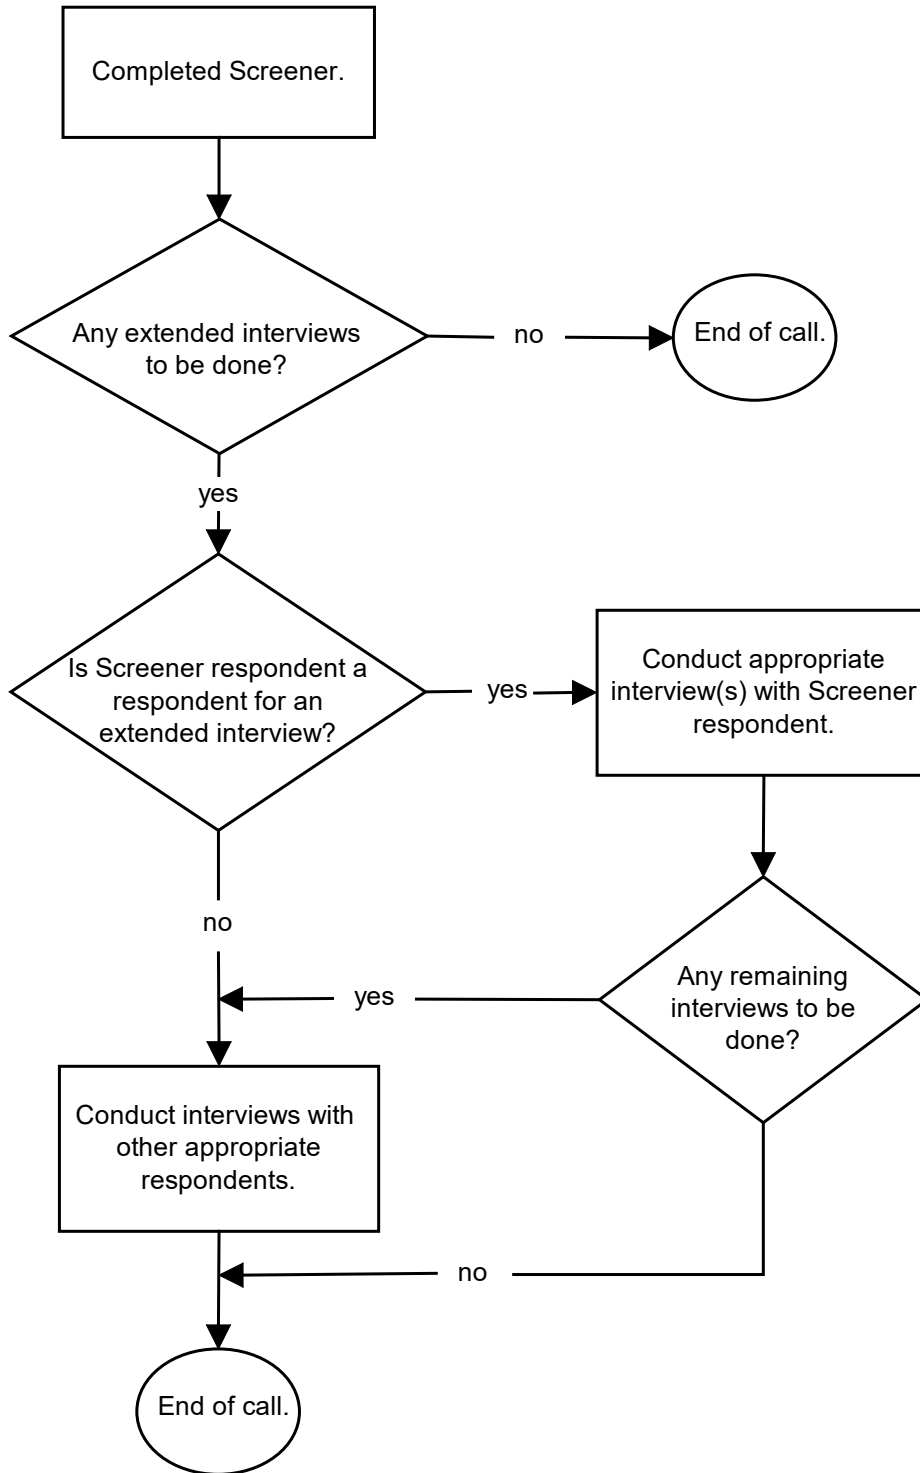 Completed Screener.
Any extended interviews
to be done?
no
End of call.
yes
Is Screener respondent a
respondent for an
extended interview?
yes
Conduct appropriate
interview(s) with Screener
respondent.
no
Any remaining
interviews to be
done?
yes
Conduct interviews with
other appropriate
respondents.
no
End of call.